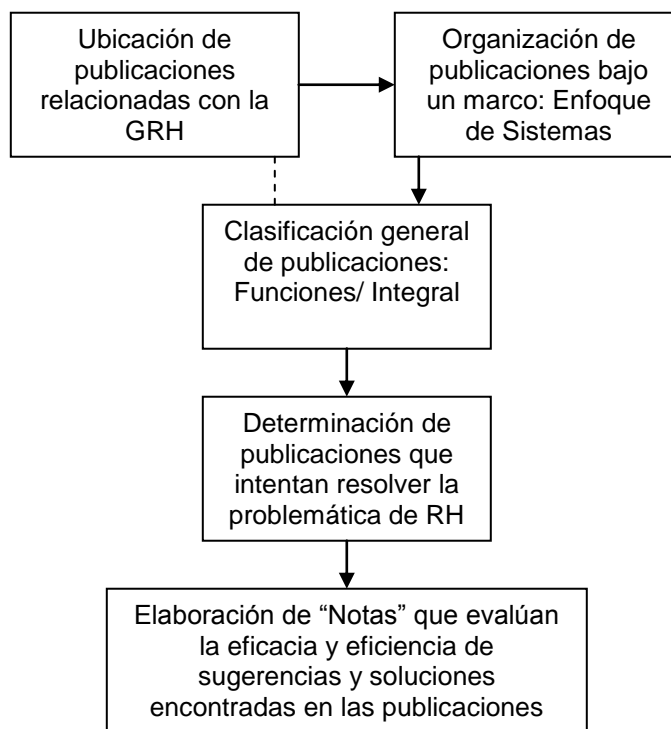 Ubicación de
publicaciones
relacionadas con la
GRH
Organización de
publicaciones bajo
un marco: Enfoque
de Sistemas
Clasificación general
de publicaciones:
Funciones/ Integral
Determinación de
publicaciones que
intentan resolver la
problemática de RH
Elaboración de “Notas” que evalúan
la eficacia y eficiencia de
sugerencias y soluciones
encontradas en las publicaciones